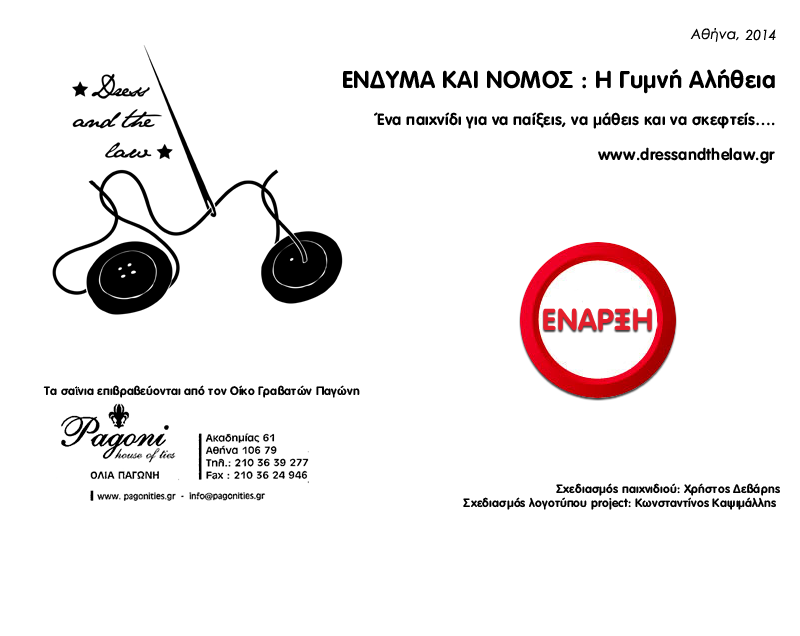 Αθήνα, 2014
ΕΝΔΥΜΑ ΚΑΙ ΝΟΜΟΣ : Η Γυμνή Αλήθεια
Ένα παιχνίδι για να παίξεις, να μάθεις και να σκεφτείς....
www.dressandthelaw.gr
Dress
and the
law
ΕΝΑΡΞΗ
Τα σαΐνια επιβραβεύονται από τον Οίκο Γραβατών Παγώνη
Pagoni
house of ties
ΟΛΙΑ ΠΑΓΩΝΗ
Ακαδημίας 61
Αθήνα 106 79
Τηλ.: 210 36 39 277
Fax : 210 36 24 946
www. pagonities.gr - info@pagonities.gr
Σχεδιασμός παιχνιδιού: Χρήστος Δεβάρης
Σχεδιασμός λογοτύπου project: Κωνσταντίνος Καψιμάλλης